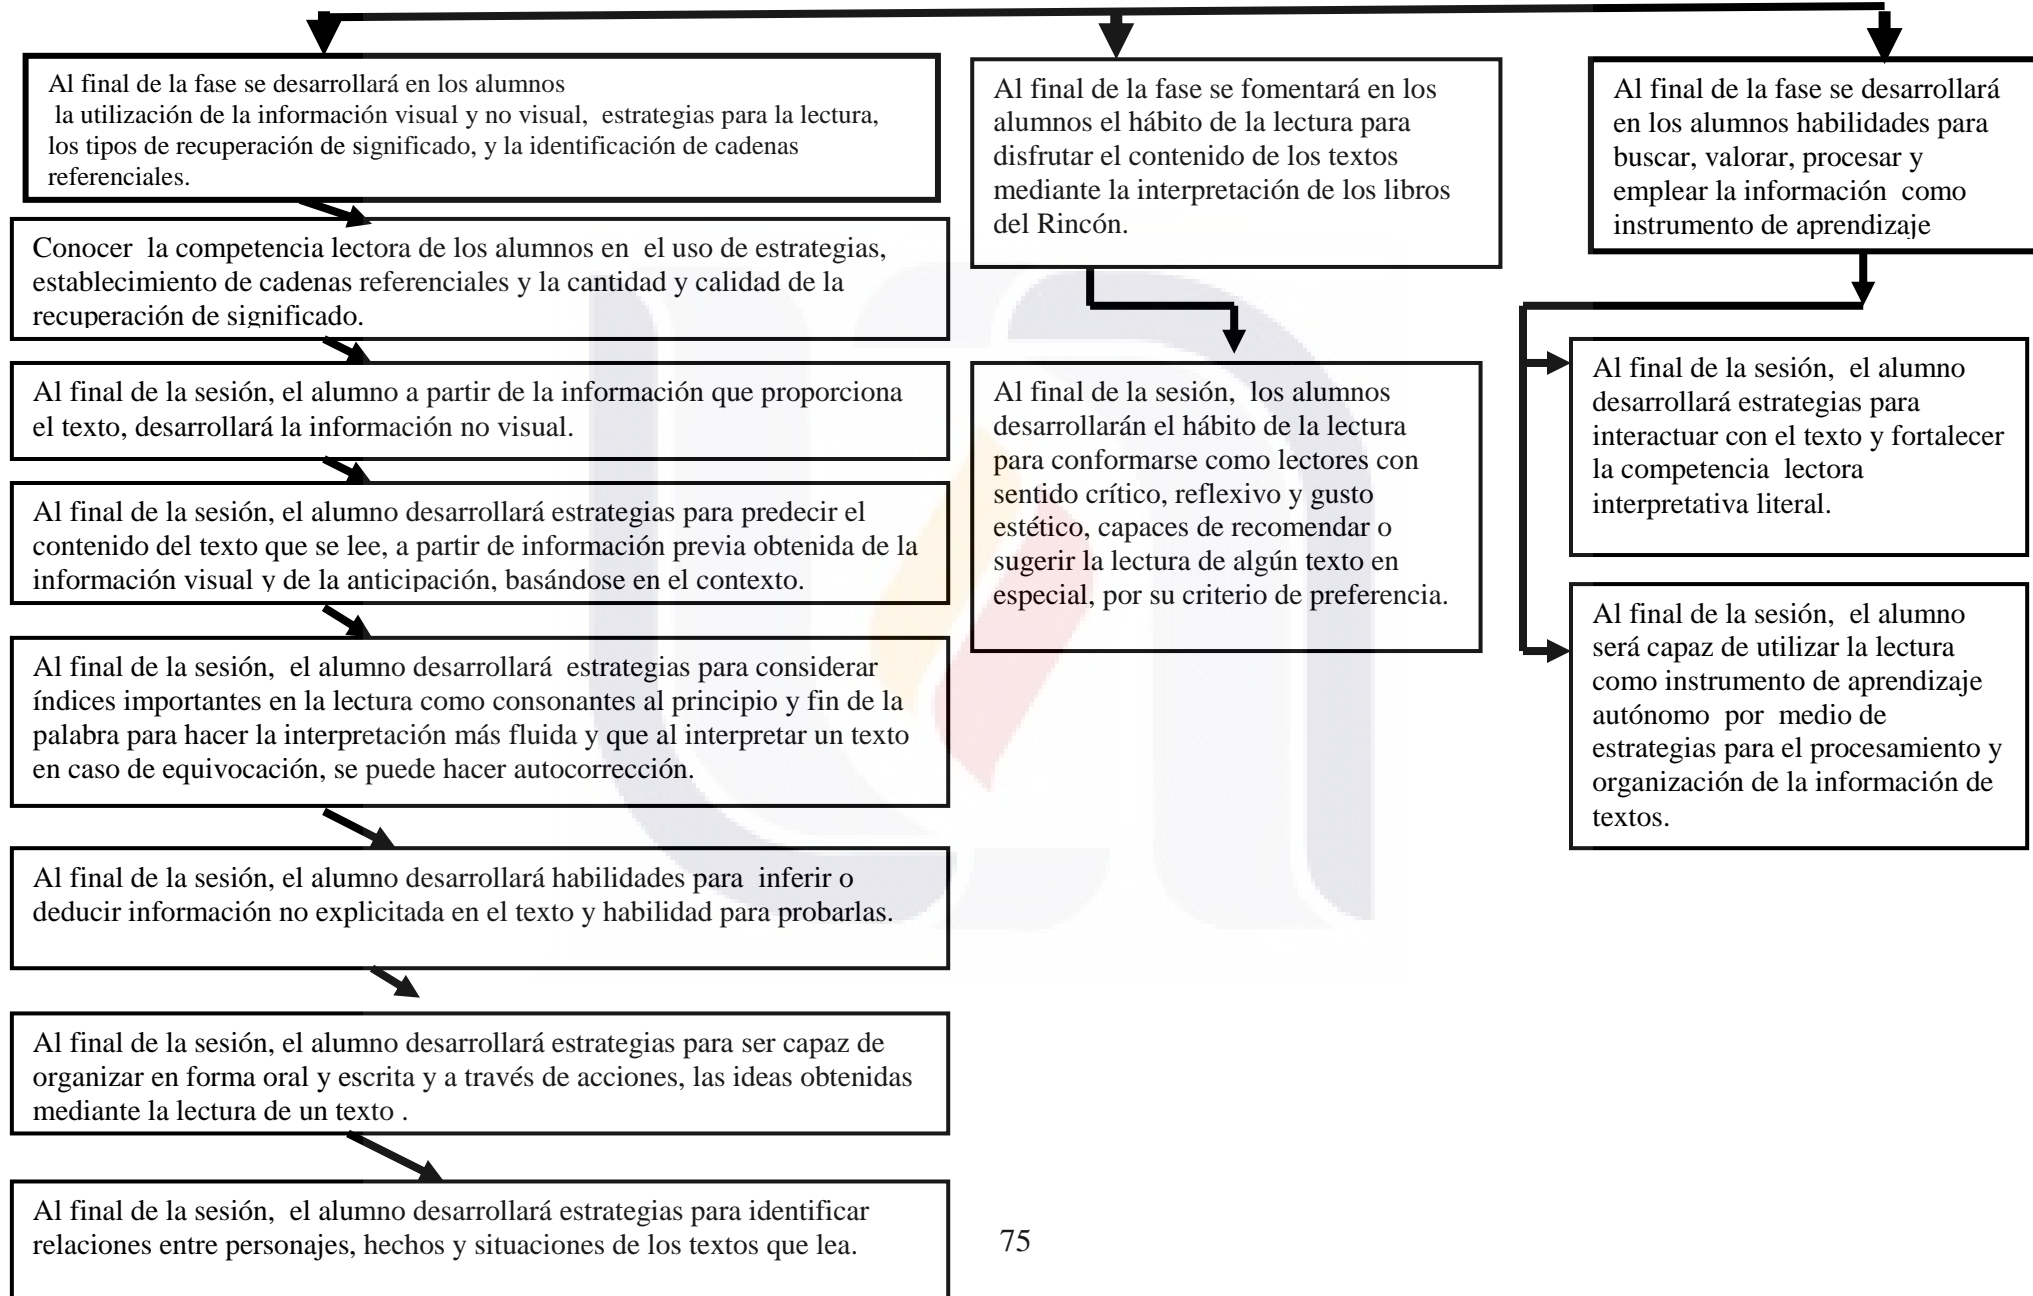 Al final de la fase se desarrollará en los alumnos
la utilización de la información visual y no visual, estrategias para la lectura,
los tipos de recuperación de significado, y la identificación de cadenas
referenciales.
Conocer la competencia lectora de los alumnos en el uso de estrategias,
establecimiento de cadenas referenciales y la cantidad y calidad de la
recuperación de significado.
Al final de la sesión, el alumno a partir de la información que proporciona
el texto, desarrollará la información no visual.
Al final de la sesión, el alumno desarrollará estrategias para predecir el
contenido del texto que se lee, a partir de información previa obtenida de la
información visual y de la anticipación, basándose en el contexto.
Al final de la sesión, el alumno desarrollará estrategias para considerar
índices importantes en la lectura como consonantes al principio y fin de la
palabra para hacer la interpretación más fluida y que al interpretar un texto
en caso de equivocación, se puede hacer autocorrección.
Al final de la sesión, el alumno desarrollará habilidades para inferir o
deducir información no explicitada en el texto y habilidad para probarlas.
Al final de la sesión, el alumno desarrollará estrategias para ser capaz de
organizar en forma oral y escrita y a través de acciones, las ideas obtenidas
mediante la lectura de un texto .
Al final de la sesión, el alumno desarrollará estrategias para identificar
relaciones entre personajes, hechos y situaciones de los textos que lea.
Al final de la fase se fomentará en los
alumnos el hábito de la lectura para
disfrutar el contenido de los textos
mediante la interpretación de los libros
del Rincón.
Al final de la sesión, los alumnos
desarrollarán el hábito de la lectura
para conformarse como lectores con
sentido crítico, reflexivo y gusto
estético, capaces de recomendar o
sugerir la lectura de algún texto en
especial, por su criterio de preferencia.
Al final de la fase se desarrollará
en los alumnos habilidades para
buscar, valorar, procesar y
emplear la información como
instrumento de aprendizaje
Al final de la sesión, el alumno
desarrollará estrategias para
interactuar con el texto y fortalecer
la competencia lectora
interpretativa literal.
Al final de la sesión, el alumno
será capaz de utilizar la lectura
como instrumento de aprendizaje
autónomo por medio de
estrategias para el procesamiento y
organización de la información de
textos.
75